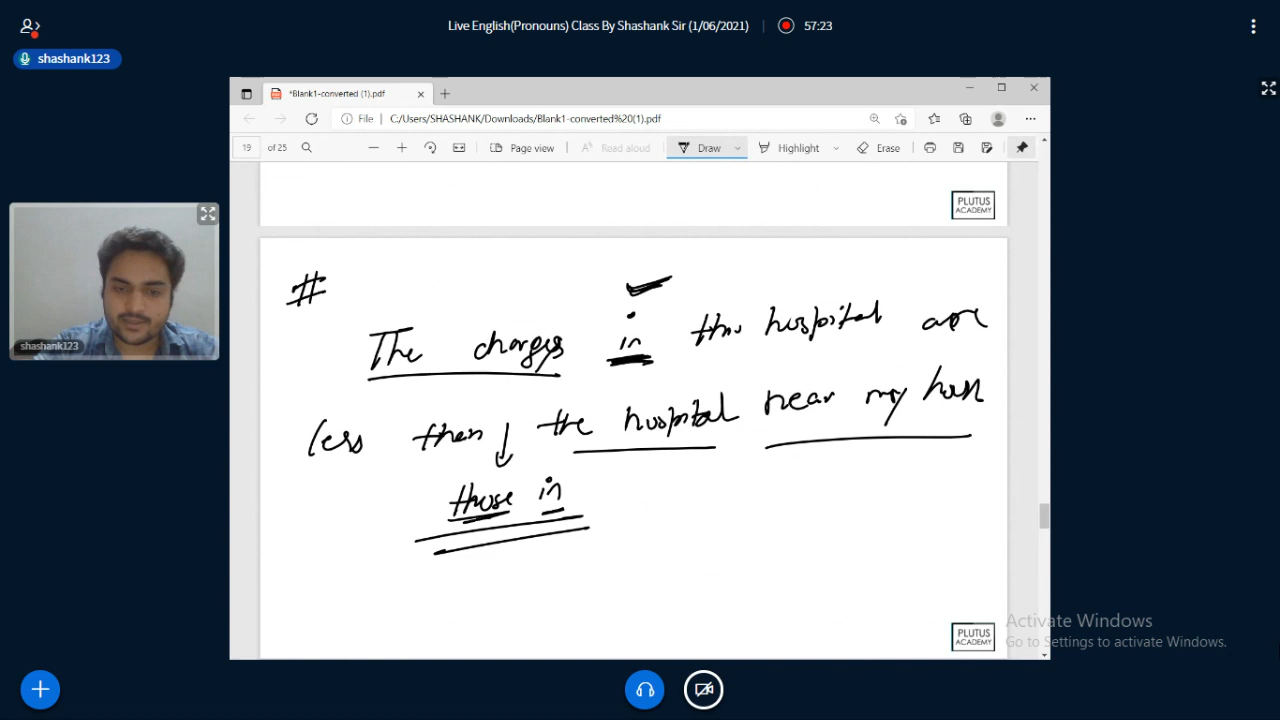 Live English(Pronouns) Class By Shashank Sir (1/06/2021) 57:23
shashank123
*Blank1-converted (1).pdf
File C:/Users/SHASHANK/Downloads/Blank1-converted%20(1).pdf
19 of 25 Page view Read aloud Draw Highlight Erase
PLUTUS
ACADEMY
shashank123
#
The charges in this hospital are
less then the hospital near my
those in
Activate Windows
Go to Settings to activate Windows.
PLUTUS
ACADEMY